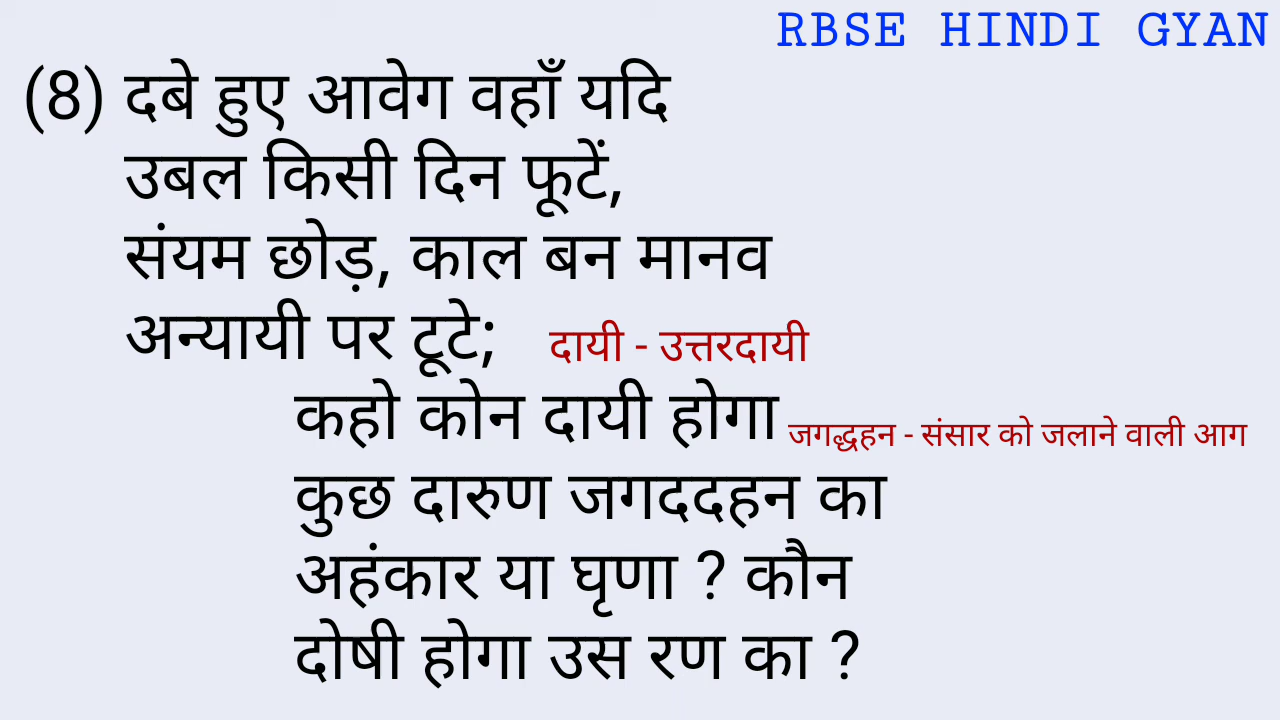 RBSE HINDI GYAN
(8) दबे हुए आवेग वहाँ यदि
उबल किसी दिन फूटें,
संयम छोड़, काल बन मानव
अन्यायी पर टूटे;
दायी - उत्तरदायी
कहो कोन दायी होगा
जगद्धहन - संसार को जलाने वाली आग
कुछ दारुण जगददहन का
अहंकार या घृणा ? कौन
दोषी होगा उस रण का ?